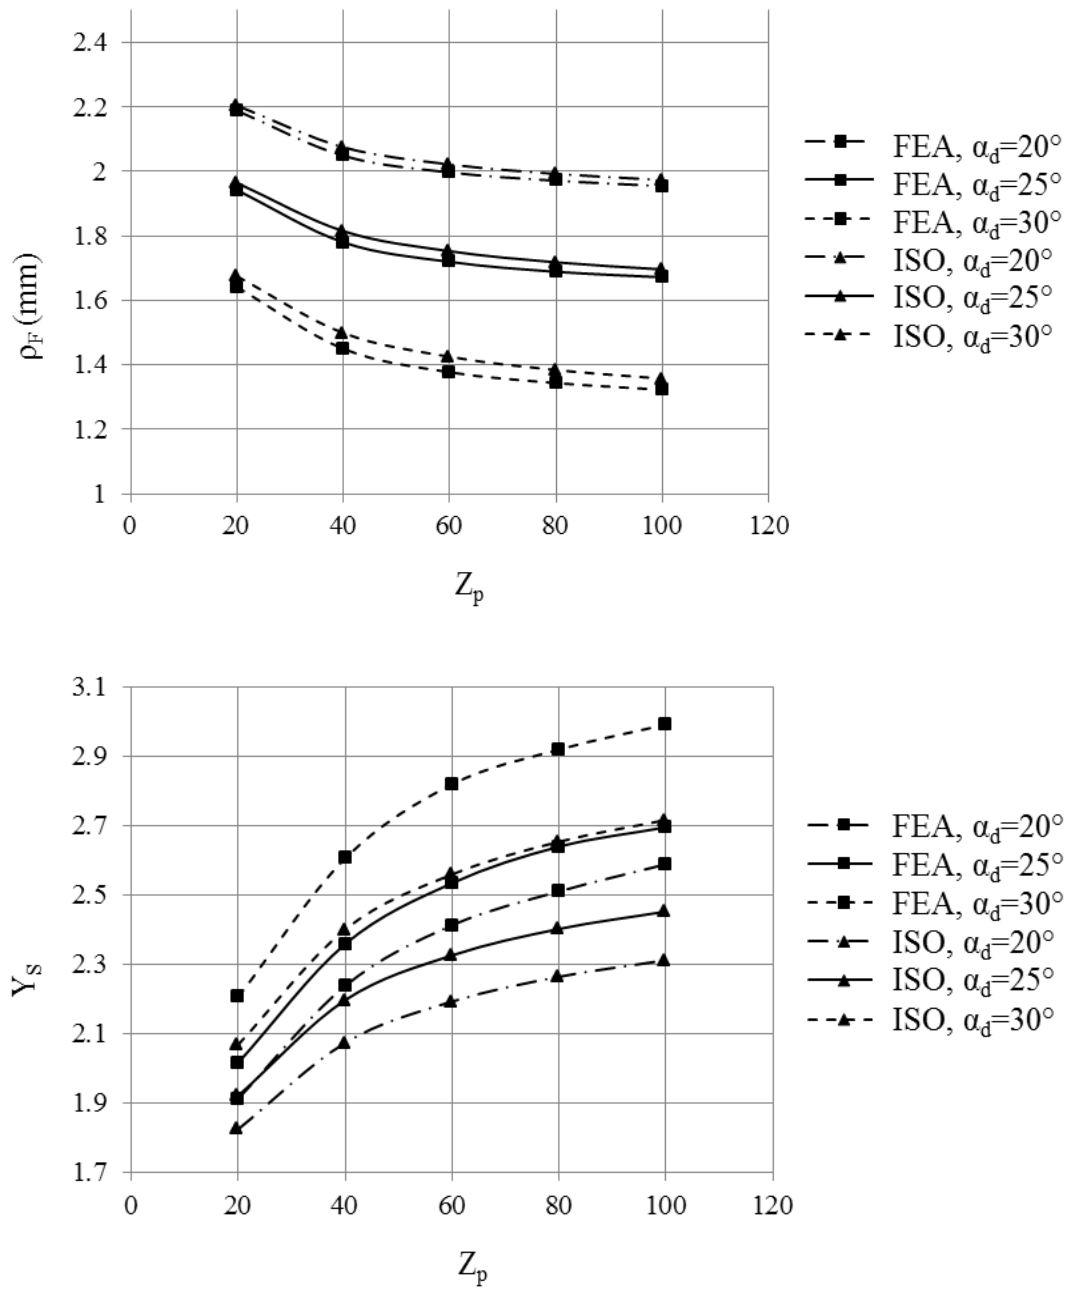 2.4
2.2
2
1.8
1.6
1.4
1.2
1
ρF (mm)
0 20 40 60 80 100 120
Zp
FEA, αd=20°
FEA, αd=25°
FEA, αd=30°
ISO, αd=20°
ISO, αd=25°
ISO, αd=30°
3.1
2.9
2.7
2.5
2.3
2.1
1.9
1.7
YS
0 20 40 60 80 100 120
Zp
FEA, αd=20°
FEA, αd=25°
FEA, αd=30°
ISO, αd=20°
ISO, αd=25°
ISO, αd=30°